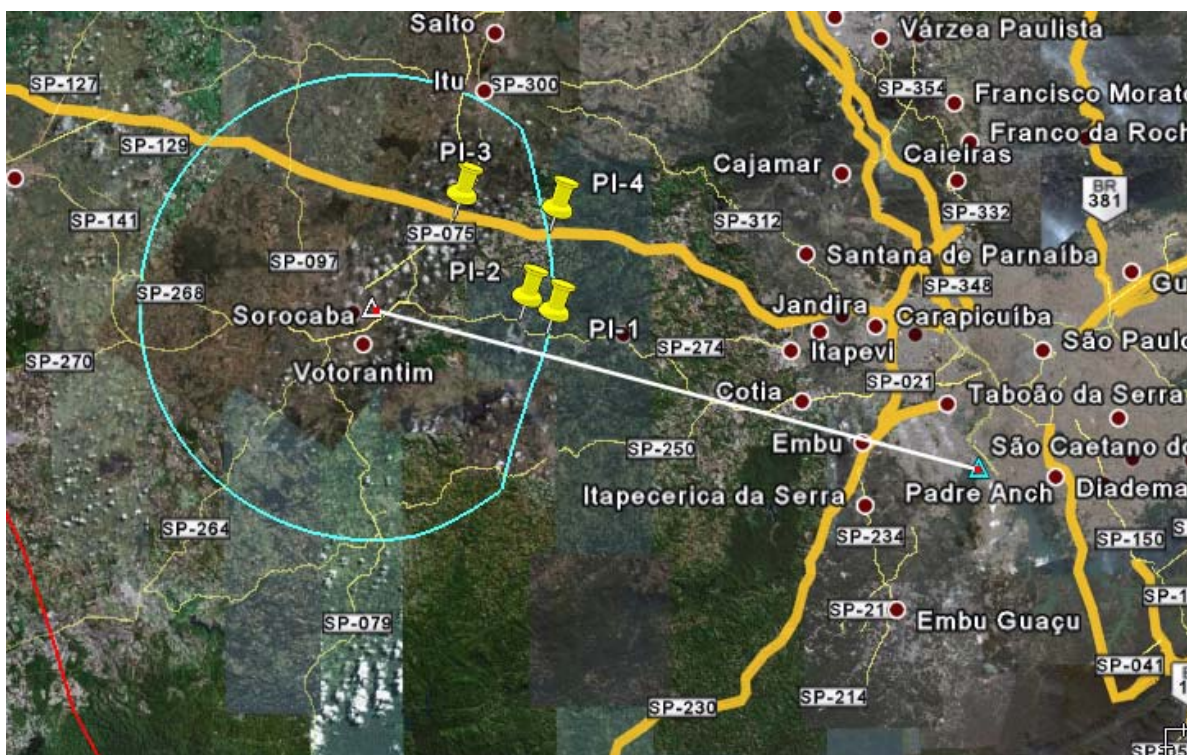 Salto
Várzea Paulista
SP-127
Itu
SP-300
SP-354
Francisco Morato
SP-129
PI-3
Franco da Roch
Cajamar
Caieiras
PI-4
BR
381
SP-141
SP-312
SP-332
SP-075
SP-097
Santana de Parnaíba
PI-2
SP-268
SP-348
Gu
Sorocaba
Jandira
Carapicuíba
PI-1
SP-270
SP-274
Itapevi
São Paulo
Votorantim
SP-021
Cotia
Taboão da Serra
Embu
SP-250
São Caetano do
Itapecerica da Serra
Padre Anch
Diadema
SP-264
SP-234
SP-150
SP-1
SP-079
SP-21
Embu Guaçu
SP-041
SP-214
SP-230